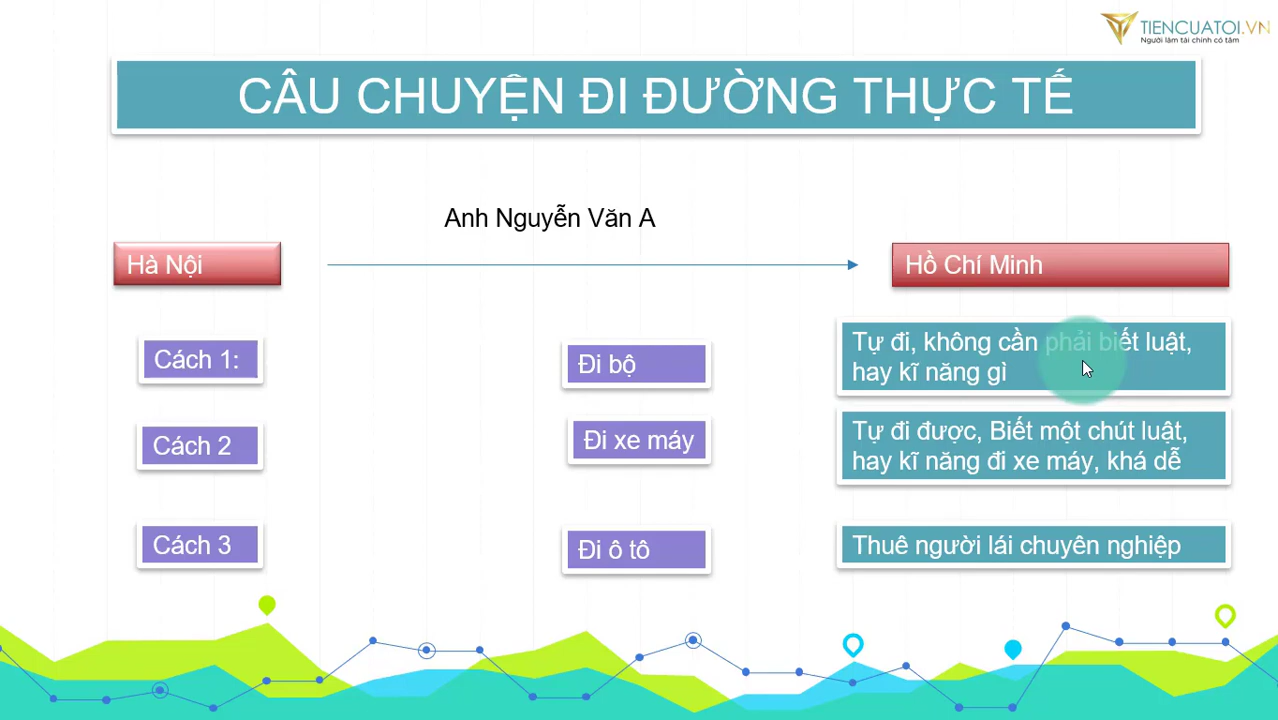 TIENCUATOI.VN
Người làm tài chính có tâm
CÂU CHUYỆN ĐI ĐƯỜNG THỰC TẾ
Anh Nguyễn Văn A
Hà Nội
Hồ Chí Minh
Cách 1:
Đi bộ
Tự đi, không cần phải biết luật,
hay kĩ năng gì
Cách 2
Đi xe máy
Tự đi được, Biết một chút luật,
hay kĩ năng đi xe máy, khá dễ
Cách 3
Đi ô tô
Thuê người lái chuyên nghiệp